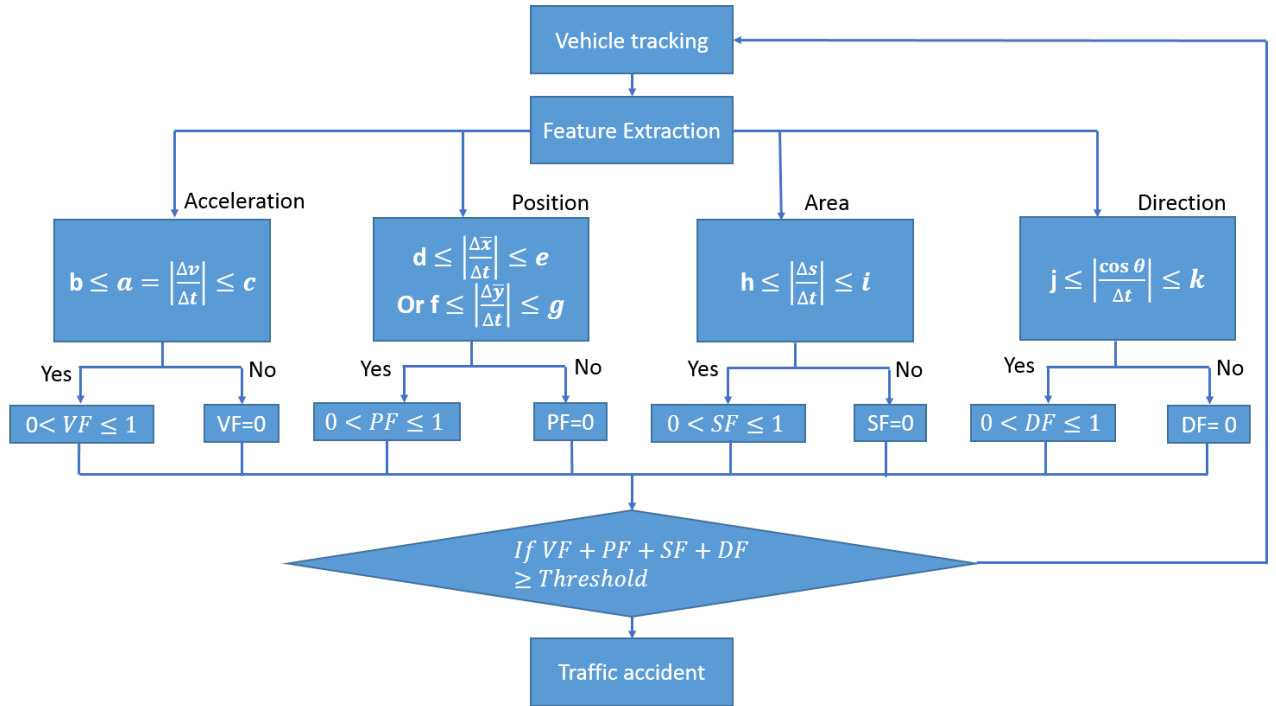 Vehicle tracking
Feature Extraction
Acceleration
Position
Area
Direction
b ≤ a = |Δv/Δt| ≤ c
d ≤ |Δx̅/Δt| ≤ e
Or f ≤ |Δy̅/Δt| ≤ g
h ≤ |Δs/Δt| ≤ i
j ≤ |cos θ/Δt| ≤ k
Yes
No
Yes
No
Yes
No
Yes
No
0< VF ≤ 1
VF=0
0 < PF ≤ 1
PF=0
0 < SF ≤ 1
SF=0
0 < DF ≤ 1
DF= 0
If VF + PF + SF + DF
≥ Threshold
Traffic accident